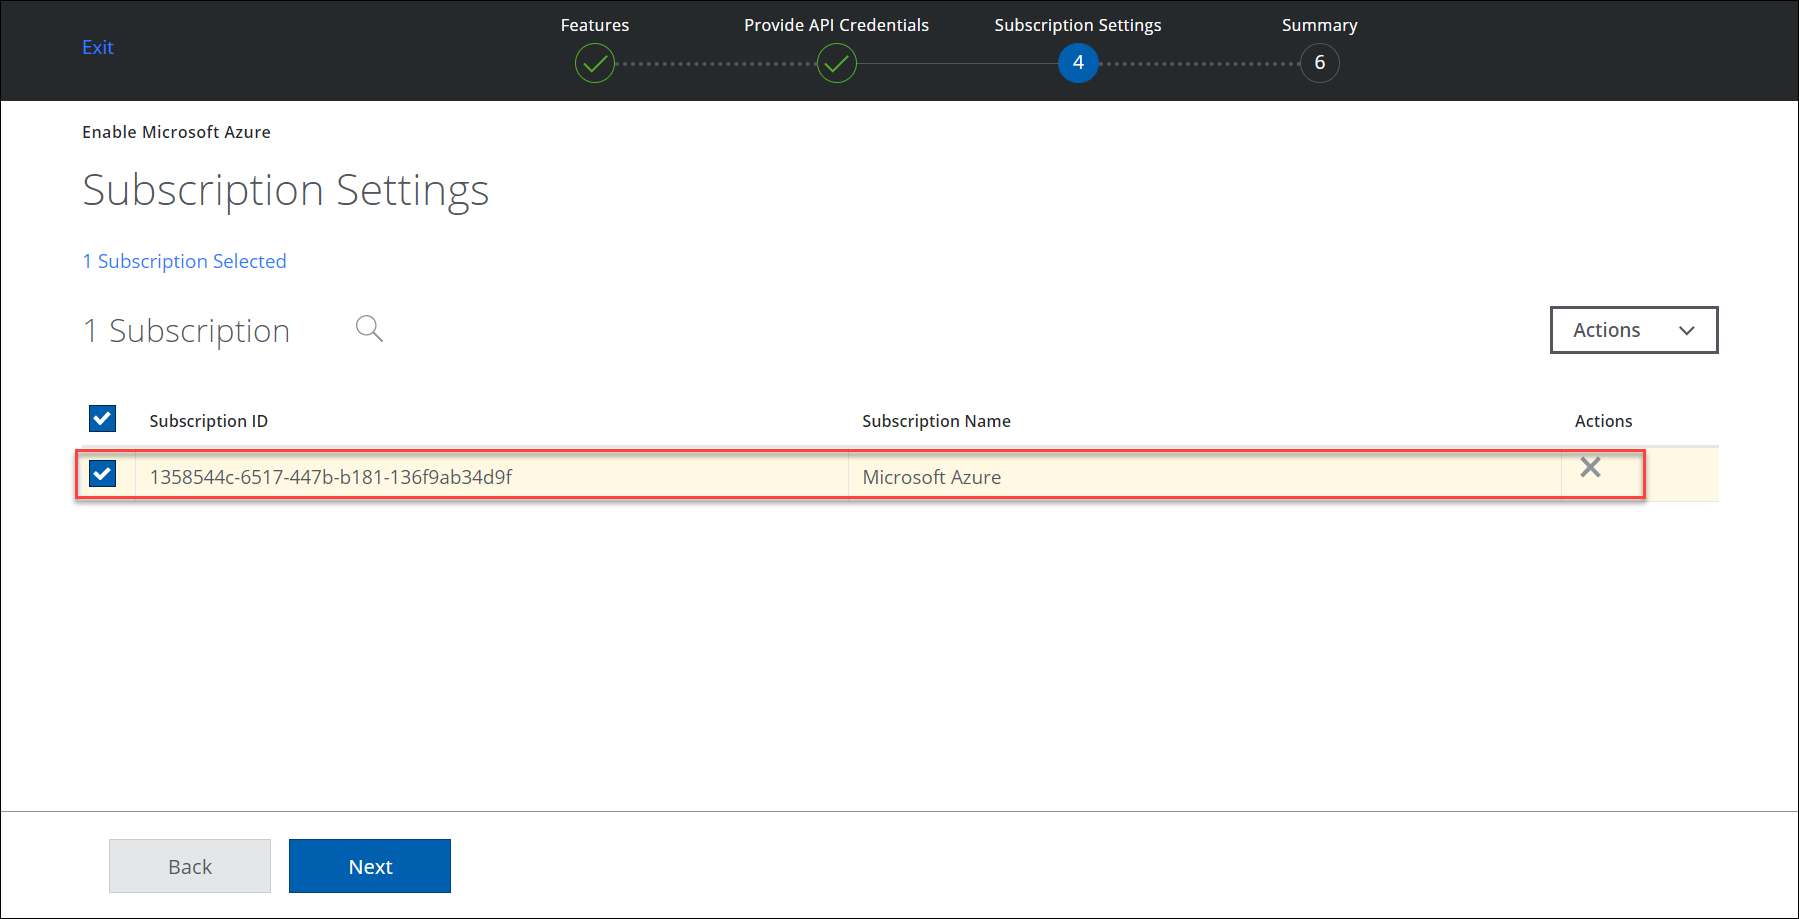 Exit
Features
Provide API Credentials
Subscription Settings
Summary
4
6
Enable Microsoft Azure
Subscription Settings
1 Subscription Selected
1 Subscription
Actions
Subscription ID
Subscription Name
Actions
1358544c-6517-447b-b181-136f9ab34d9f
Microsoft Azure
Back
Next